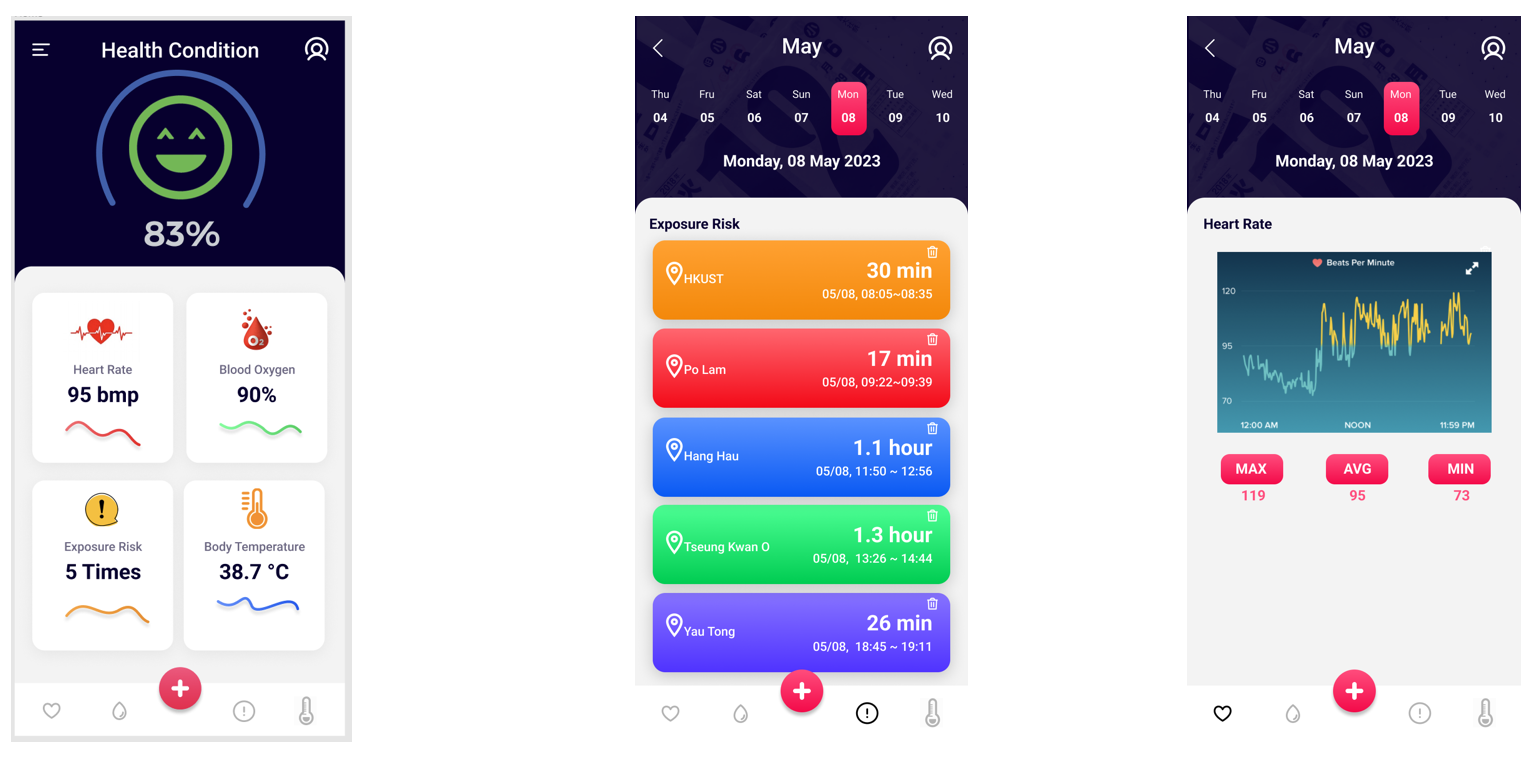 Health Condition
83%
Heart Rate
95 bmp
Blood Oxygen
90%
O2
Exposure Risk
5 Times
Body Temperature
38.7 °C
May
Thu Fru Sat Sun Mon Tue Wed
04 05 06 07 08 09 10
Monday, 08 May 2023
Exposure Risk
HKUST
30 min
05/08, 08:05~08:35
Po Lam
17 min
05/08, 09:22~09:39
Hang Hau
1.1 hour
05/08, 11:50 ~ 12:56
Tseung Kwan O
1.3 hour
05/08, 13:26 ~ 14:44
Yau Tong
26 min
05/08, 18:45 ~ 19:11
May
Thu Fru Sat Sun Mon Tue Wed
04 05 06 07 08 09 10
Monday, 08 May 2023
Heart Rate
Beats Per Minute
120
95
70
12:00 AM NOON 11:59 PM
MAX AVG MIN
119 95 73